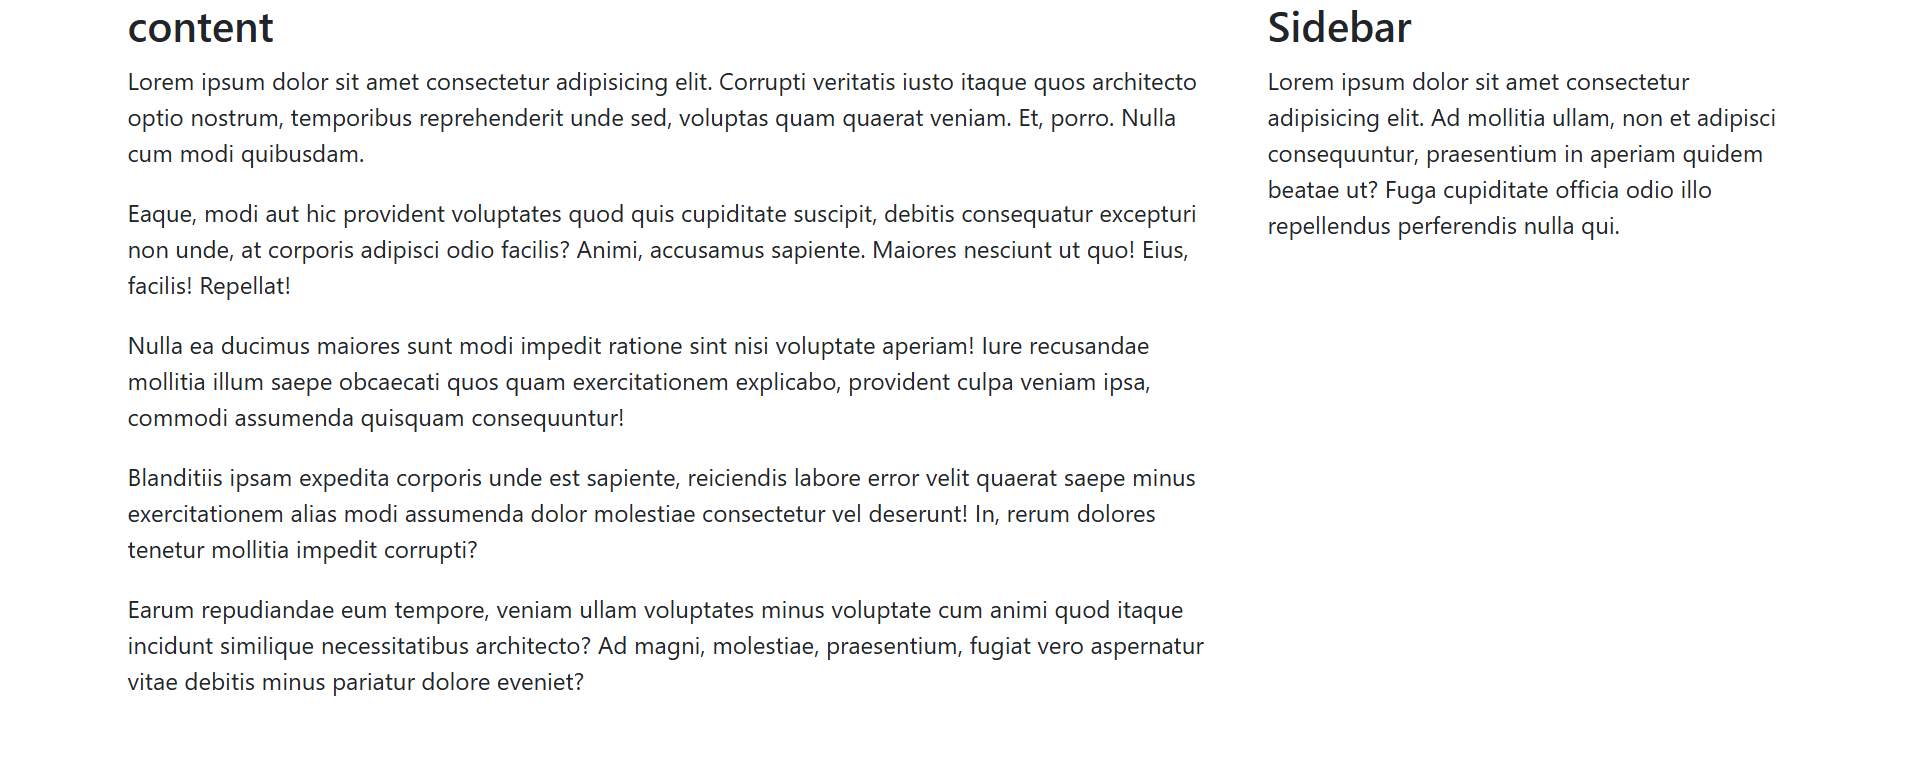 content
Lorem ipsum dolor sit amet consectetur adipisicing elit. Corrupti veritatis iusto itaque quos architecto
optio nostrum, temporibus reprehenderit unde sed, voluptas quam quaerat veniam. Et, porro. Nulla
cum modi quibusdam.
Eaque, modi aut hic provident voluptates quod quis cupiditate suscipit, debitis consequatur excepturi
non unde, at corporis adipisci odio facilis? Animi, accusamus sapiente. Maiores nesciunt ut quo! Eius,
facilis! Repellat!
Nulla ea ducimus maiores sunt modi impedit ratione sint nisi voluptate aperiam! Iure recusandae
mollitia illum saepe obcaecati quos quam exercitationem explicabo, provident culpa veniam ipsa,
commodi assumenda quisquam consequuntur!
Blanditiis ipsam expedita corporis unde est sapiente, reiciendis labore error velit quaerat saepe minus
exercitationem alias modi assumenda dolor molestiae consectetur vel deserunt! In, rerum dolores
tenetur mollitia impedit corrupti?
Earum repudiandae eum tempore, veniam ullam voluptates minus voluptate cum animi quod itaque
incidunt similique necessitatibus architecto? Ad magni, molestiae, praesentium, fugiat vero aspernatur
vitae debitis minus pariatur dolore eveniet?
Sidebar
Lorem ipsum dolor sit amet consectetur
adipisicing elit. Ad mollitia ullam, non et adipisci
consequuntur, praesentium in aperiam quidem
beatae ut? Fuga cupiditate officia odio illo
repellendus perferendis nulla qui.